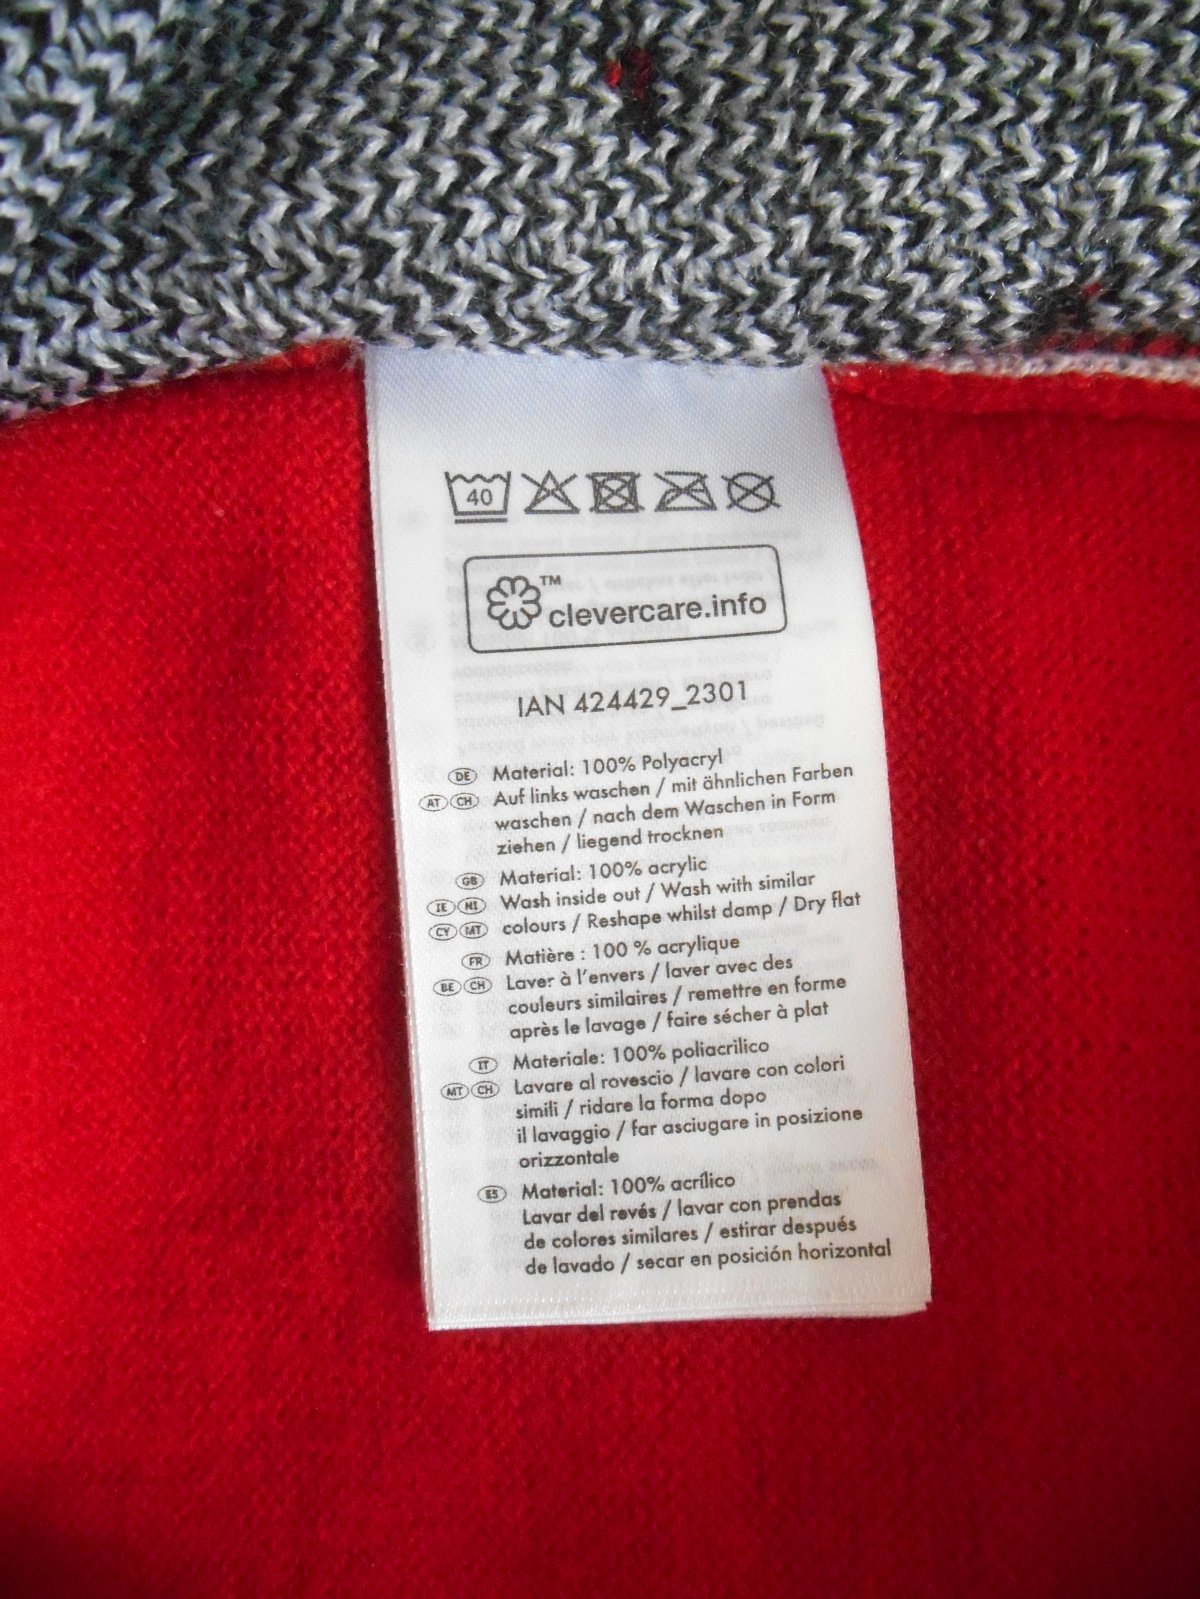 40
™
clevercare.info
IAN 424429_2301
DE Material: 100% Polyacryl
AT CH Auf links waschen / mit ähnlichen Farben
waschen / nach dem Waschen in Form
ziehen / liegend trocknen
GB Material: 100% acrylic
IE NI Wash inside out / Wash with similar
CY MT colours / Reshape whilst damp / Dry flat
FR Matière : 100 % acrylique
BE CH Laver à l'envers / laver avec des
couleurs similaires / remettre en forme
après le lavage / faire sécher à plat
IT Materiale: 100% poliacrilico
MT CH Lavare al rovescio / lavare con colori
simili / ridare la forma dopo
il lavaggio / far asciugare in posizione
orizzontale
ES Material: 100% acrílico
Lavar del revés / lavar con prendas
de colores similares / estirar después
de lavado / secar en posición horizontal